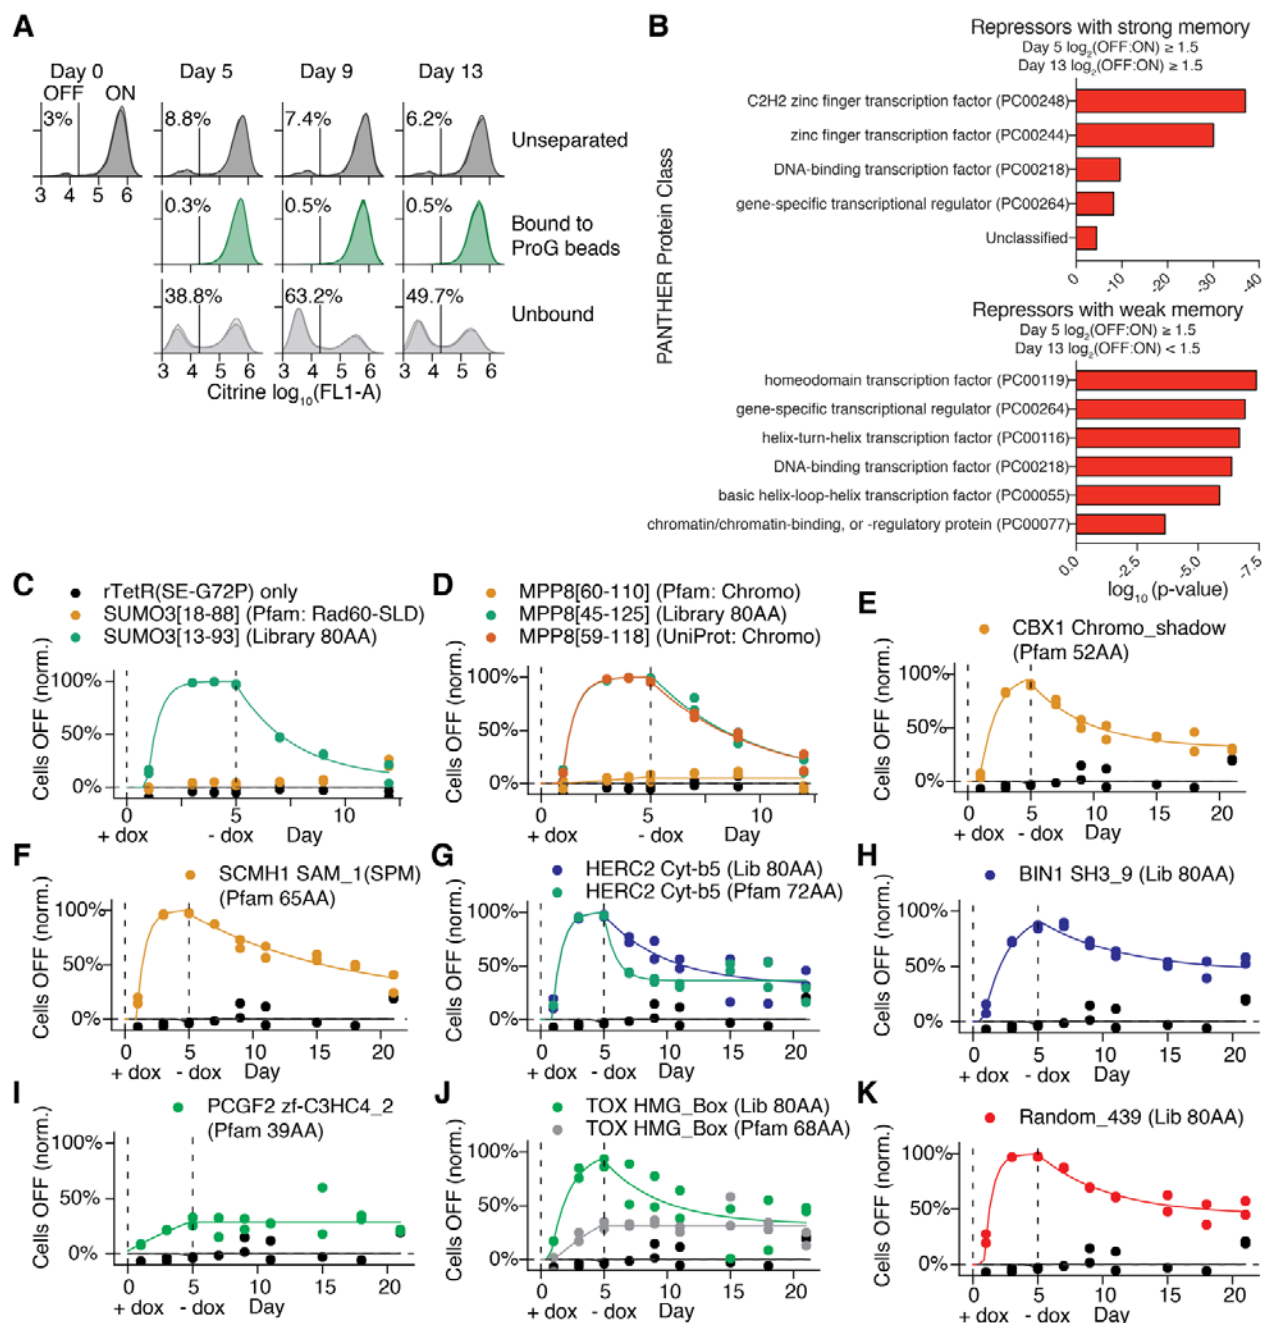 A
Day 0
Day 5
Day 9
Day 13
OFF ON
3%
8.8%
7.4%
6.2%
Unseparated
3 4 5 6
0.3%
0.5%
0.5%
Bound to
ProG beads
38.8%
63.2%
49.7%
Unbound
3 4 5 6
3 4 5 6
3 4 5 6
Citrine log10(FL1-A)
B
PANTHER Protein Class
Repressors with strong memory
Day 5 log2(OFF:ON) ≥ 1.5
Day 13 log2(OFF:ON) ≥ 1.5
C2H2 zinc finger transcription factor (PC00248)
zinc finger transcription factor (PC00244)
DNA-binding transcription factor (PC00218)
gene-specific transcriptional regulator (PC00264)
Unclassified
0 -10 -20 -30 -40
Repressors with weak memory
Day 5 log2(OFF:ON) ≥ 1.5
Day 13 log2(OFF:ON) < 1.5
homeodomain transcription factor (PC00119)
gene-specific transcriptional regulator (PC00264)
helix-turn-helix transcription factor (PC00116)
DNA-binding transcription factor (PC00218)
basic helix-loop-helix transcription factor (PC00055)
chromatin/chromatin-binding, or -regulatory protein (PC00077)
0.0 -2.5 -5.0 -7.5
log10 (p-value)
C
rTetR(SE-G72P) only
SUMO3[18-88] (Pfam: Rad60-SLD)
SUMO3[13-93] (Library 80AA)
Cells OFF (norm.)
100%
50%
0%
0 5 10
+ dox - dox Day
D
MPP8[60-110] (Pfam: Chromo)
MPP8[45-125] (Library 80AA)
MPP8[59-118] (UniProt: Chromo)
Cells OFF (norm.)
100%
50%
0%
0 5 10
+ dox - dox Day
E
CBX1 Chromo_shadow
(Pfam 52AA)
Cells OFF (norm.)
100%
50%
0%
0 5 10 15 20
+ dox - dox Day
F
SCMH1 SAM_1(SPM)
(Pfam 65AA)
Cells OFF (norm.)
100%
50%
0%
0 5 10 15 20
+ dox - dox Day
G
HERC2 Cyt-b5 (Lib 80AA)
HERC2 Cyt-b5 (Pfam 72AA)
Cells OFF (norm.)
100%
50%
0%
0 5 10 15 20
+ dox - dox Day
H
BIN1 SH3_9 (Lib 80AA)
Cells OFF (norm.)
100%
50%
0%
0 5 10 15 20
+ dox - dox Day
I
PCGF2 zf-C3HC4_2
(Pfam 39AA)
Cells OFF (norm.)
100%
50%
0%
0 5 10 15 20
+ dox - dox Day
J
TOX HMG_Box (Lib 80AA)
TOX HMG_Box (Pfam 68AA)
Cells OFF (norm.)
100%
50%
0%
0 5 10 15 20
+ dox - dox Day
K
Random_439 (Lib 80AA)
Cells OFF (norm.)
100%
50%
0%
0 5 10 15 20
+ dox - dox Day